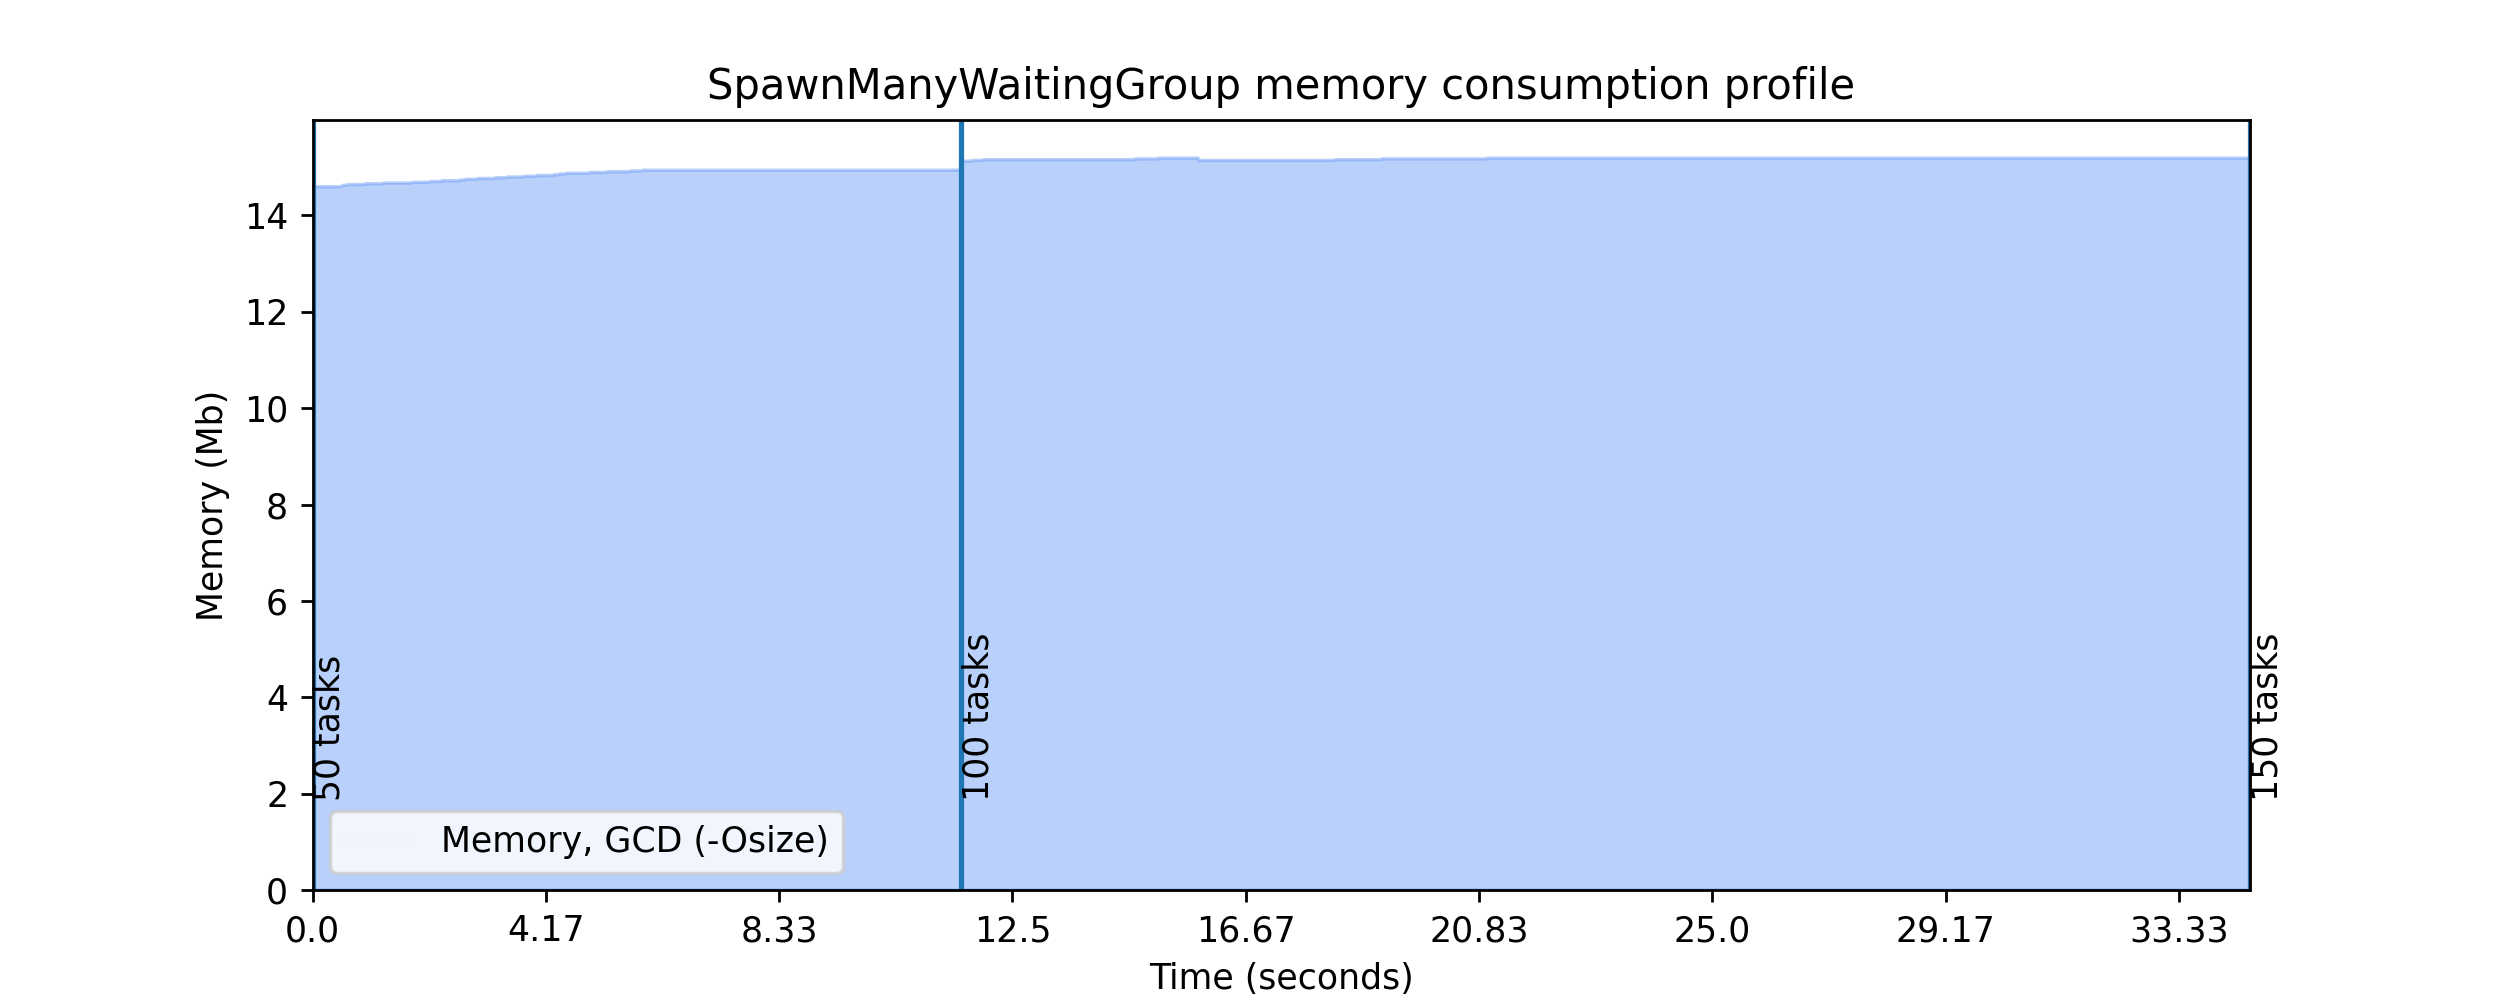 SpawnManyWaitingGroup memory consumption profile
Memory (Mb)
14
12
10
8
6
4
2
0
50 tasks
100 tasks
150 tasks
Memory, GCD (-Osize)
0.0 4.17 8.33 12.5 16.67 20.83 25.0 29.17 33.33
Time (seconds)